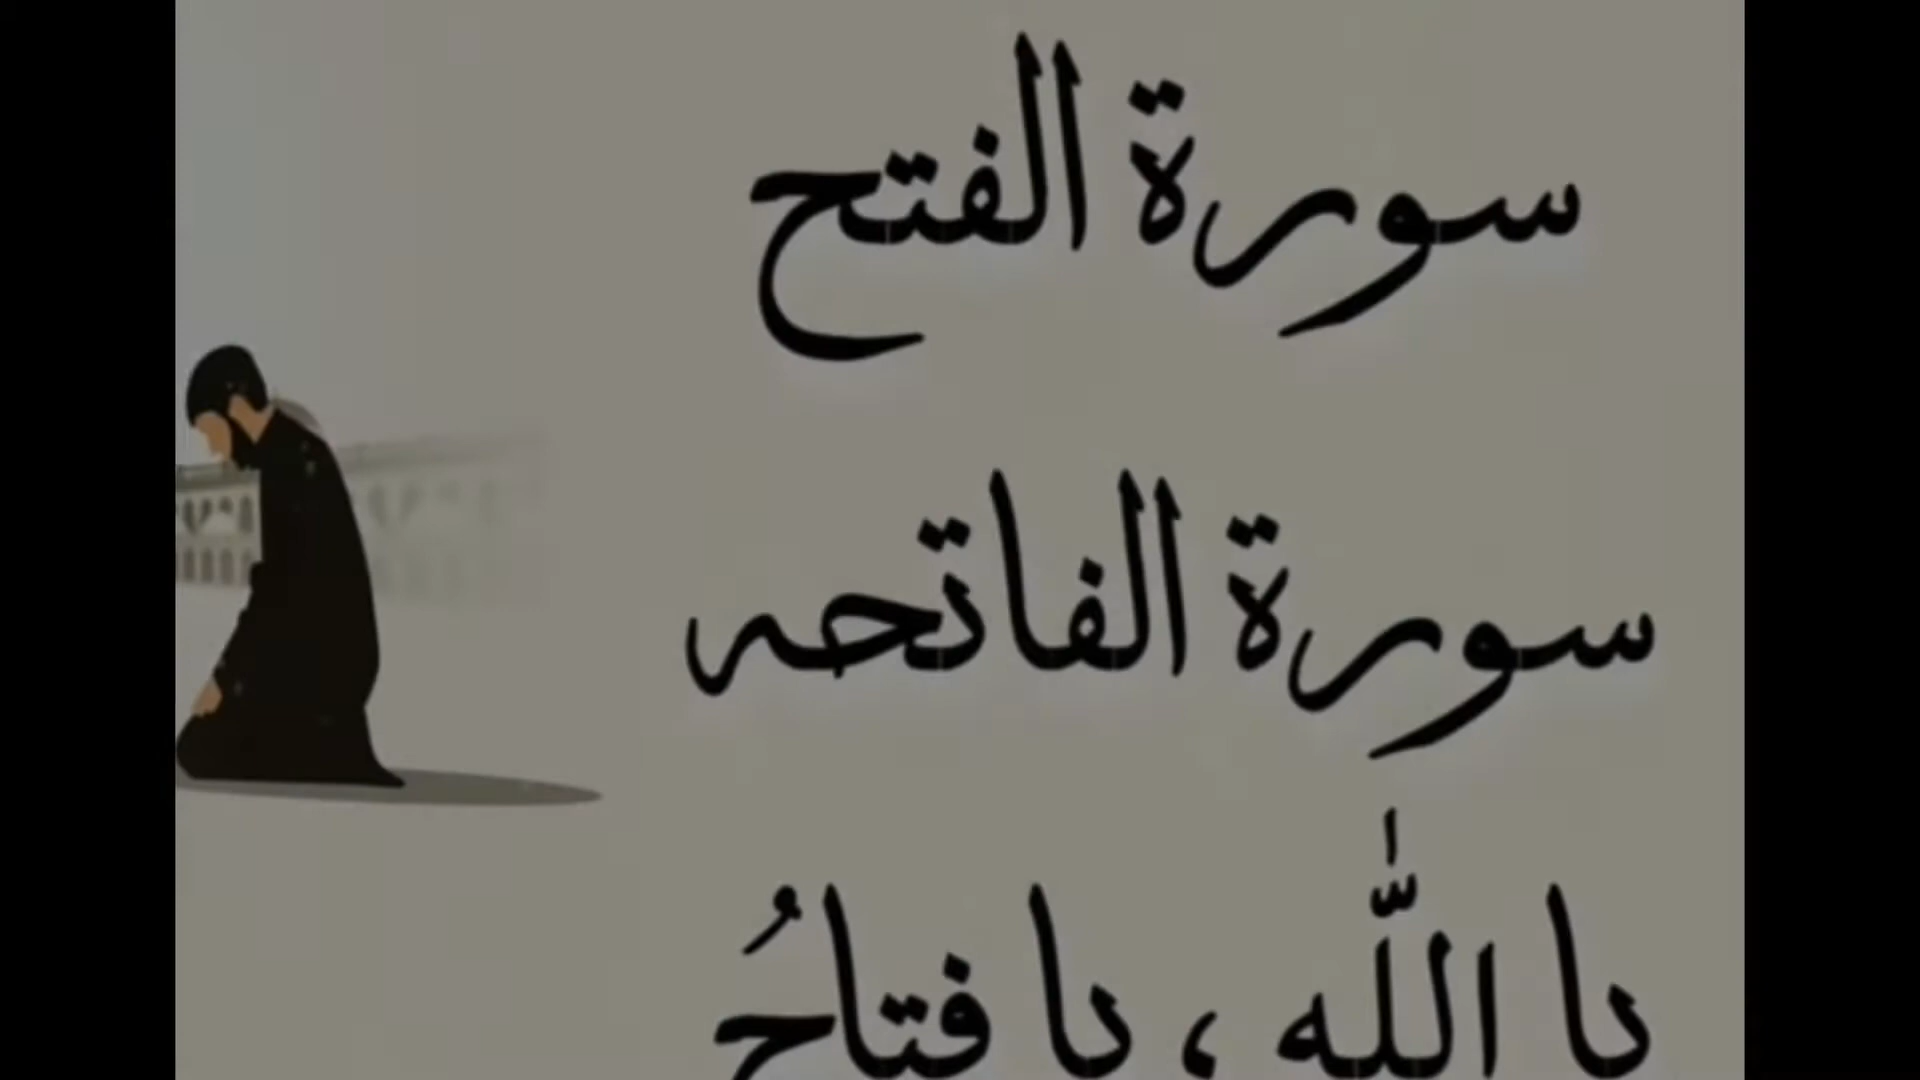 سورة الفتح
سورة الفاتحه
يا اللّٰه ، يا فتاحُ